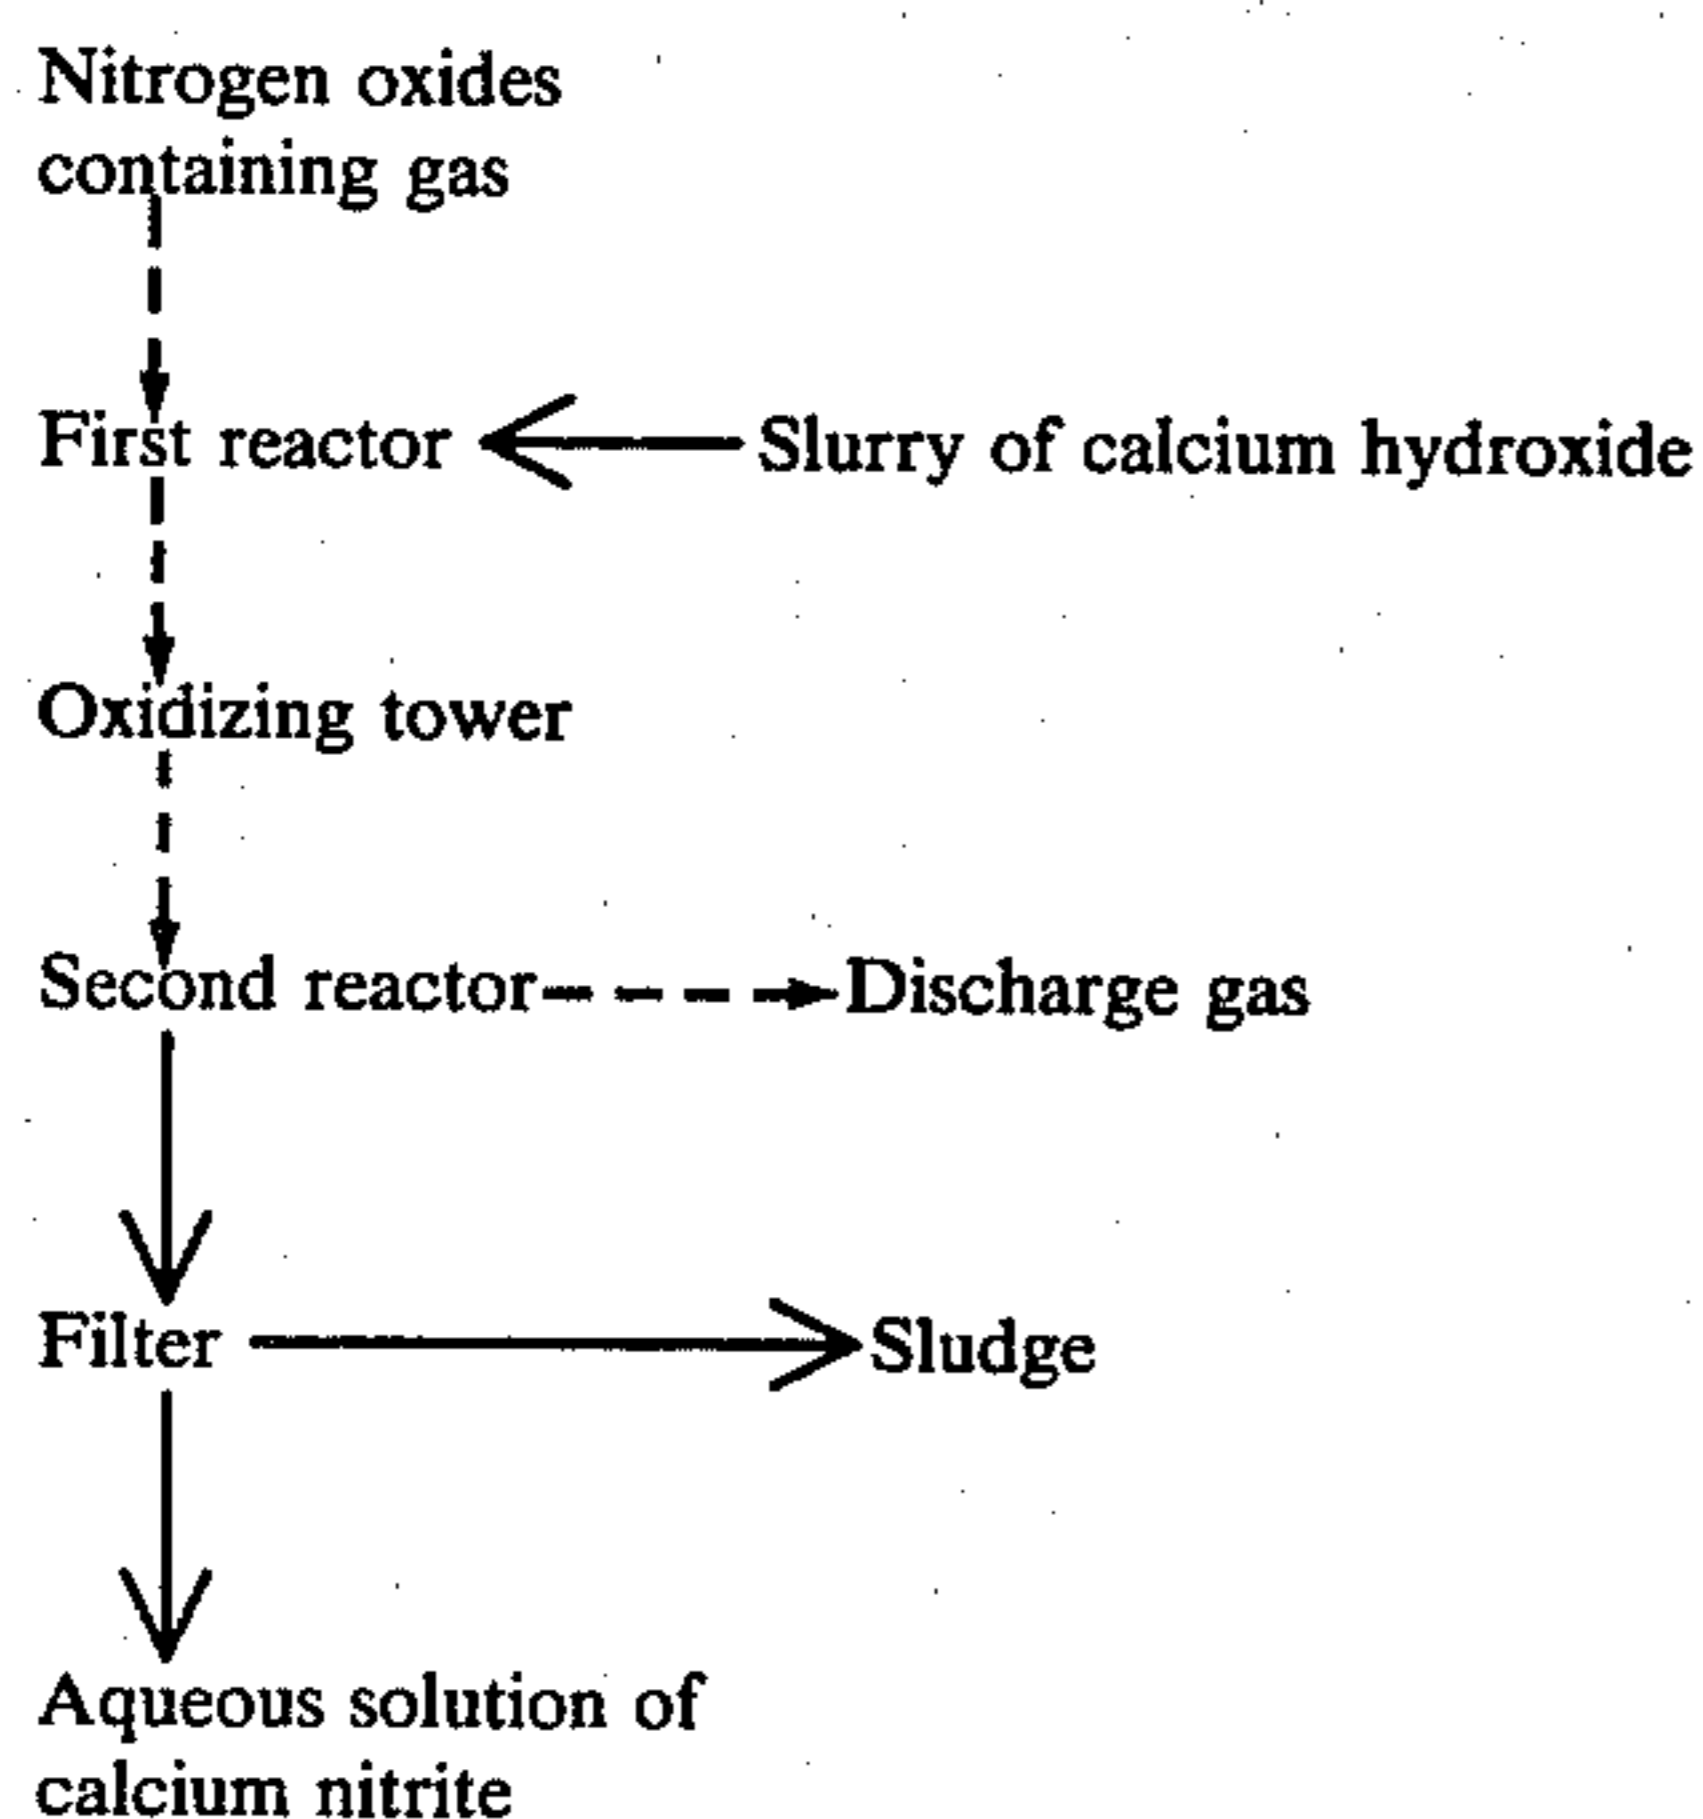 Nitrogen oxides
containing gas
First reactor
Slurry of calcium hydroxide
Oxidizing tower
Second reactor
Discharge gas
Filter
Sludge
Aqueous solution of
calcium nitrite